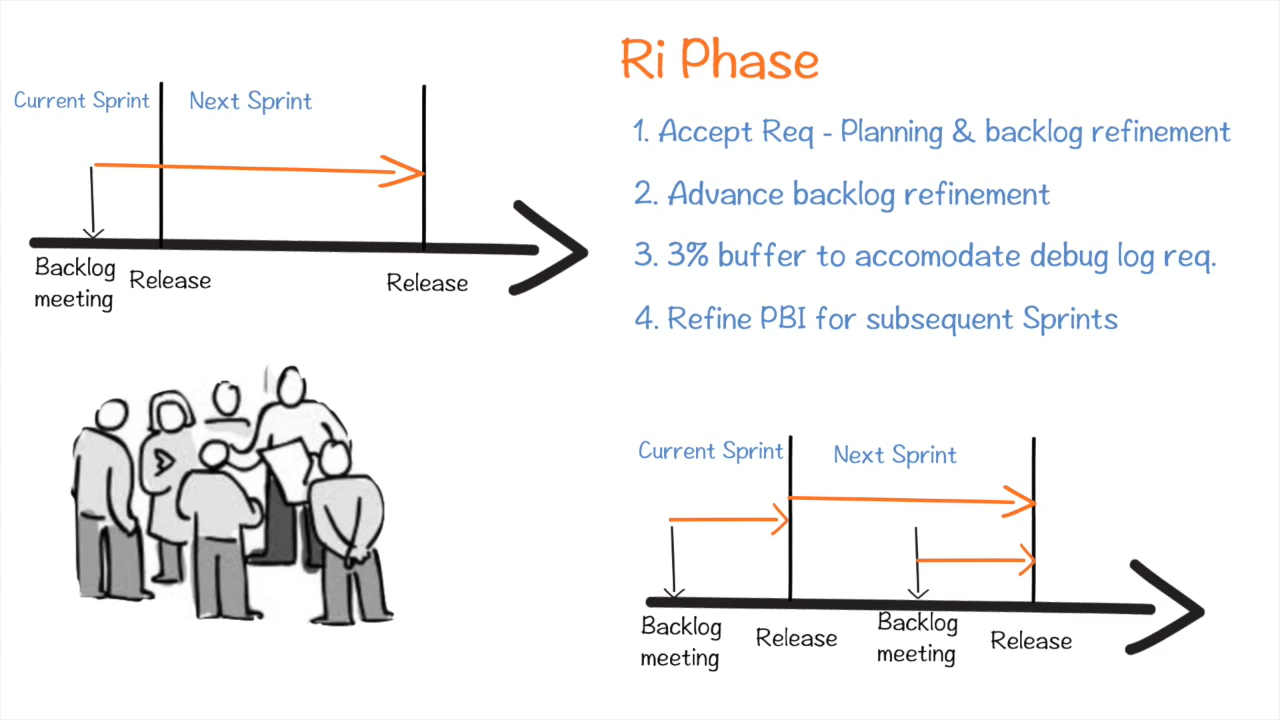 Ri Phase
1. Accept Req - Planning & backlog refinement
2. Advance backlog refinement
3. 3% buffer to accomodate debug log req.
4. Refine PBI for subsequent Sprints
Current Sprint
Next Sprint
Backlog
meeting
Release
Release
Current Sprint
Next Sprint
Backlog
meeting
Release
Backlog
meeting
Release